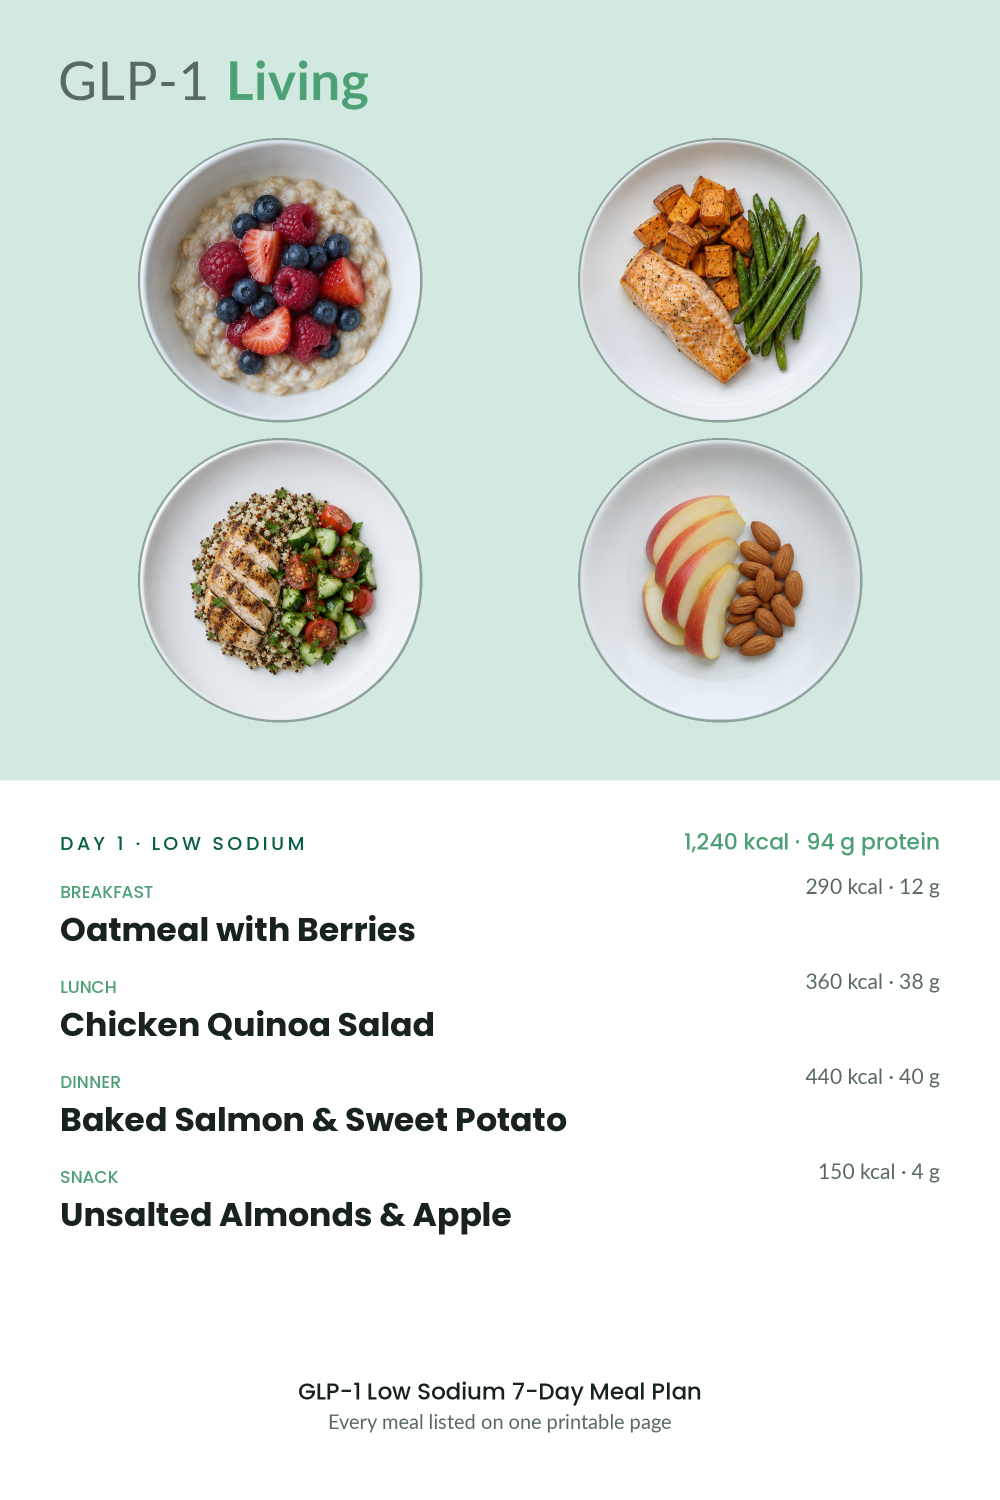 GLP-1 Living
DAY 1 · LOW SODIUM
1,240 kcal · 94 g protein
BREAKFAST
290 kcal · 12 g
Oatmeal with Berries
LUNCH
360 kcal · 38 g
Chicken Quinoa Salad
DINNER
440 kcal · 40 g
Baked Salmon & Sweet Potato
SNACK
150 kcal · 4 g
Unsalted Almonds & Apple
GLP-1 Low Sodium 7-Day Meal Plan
Every meal listed on one printable page